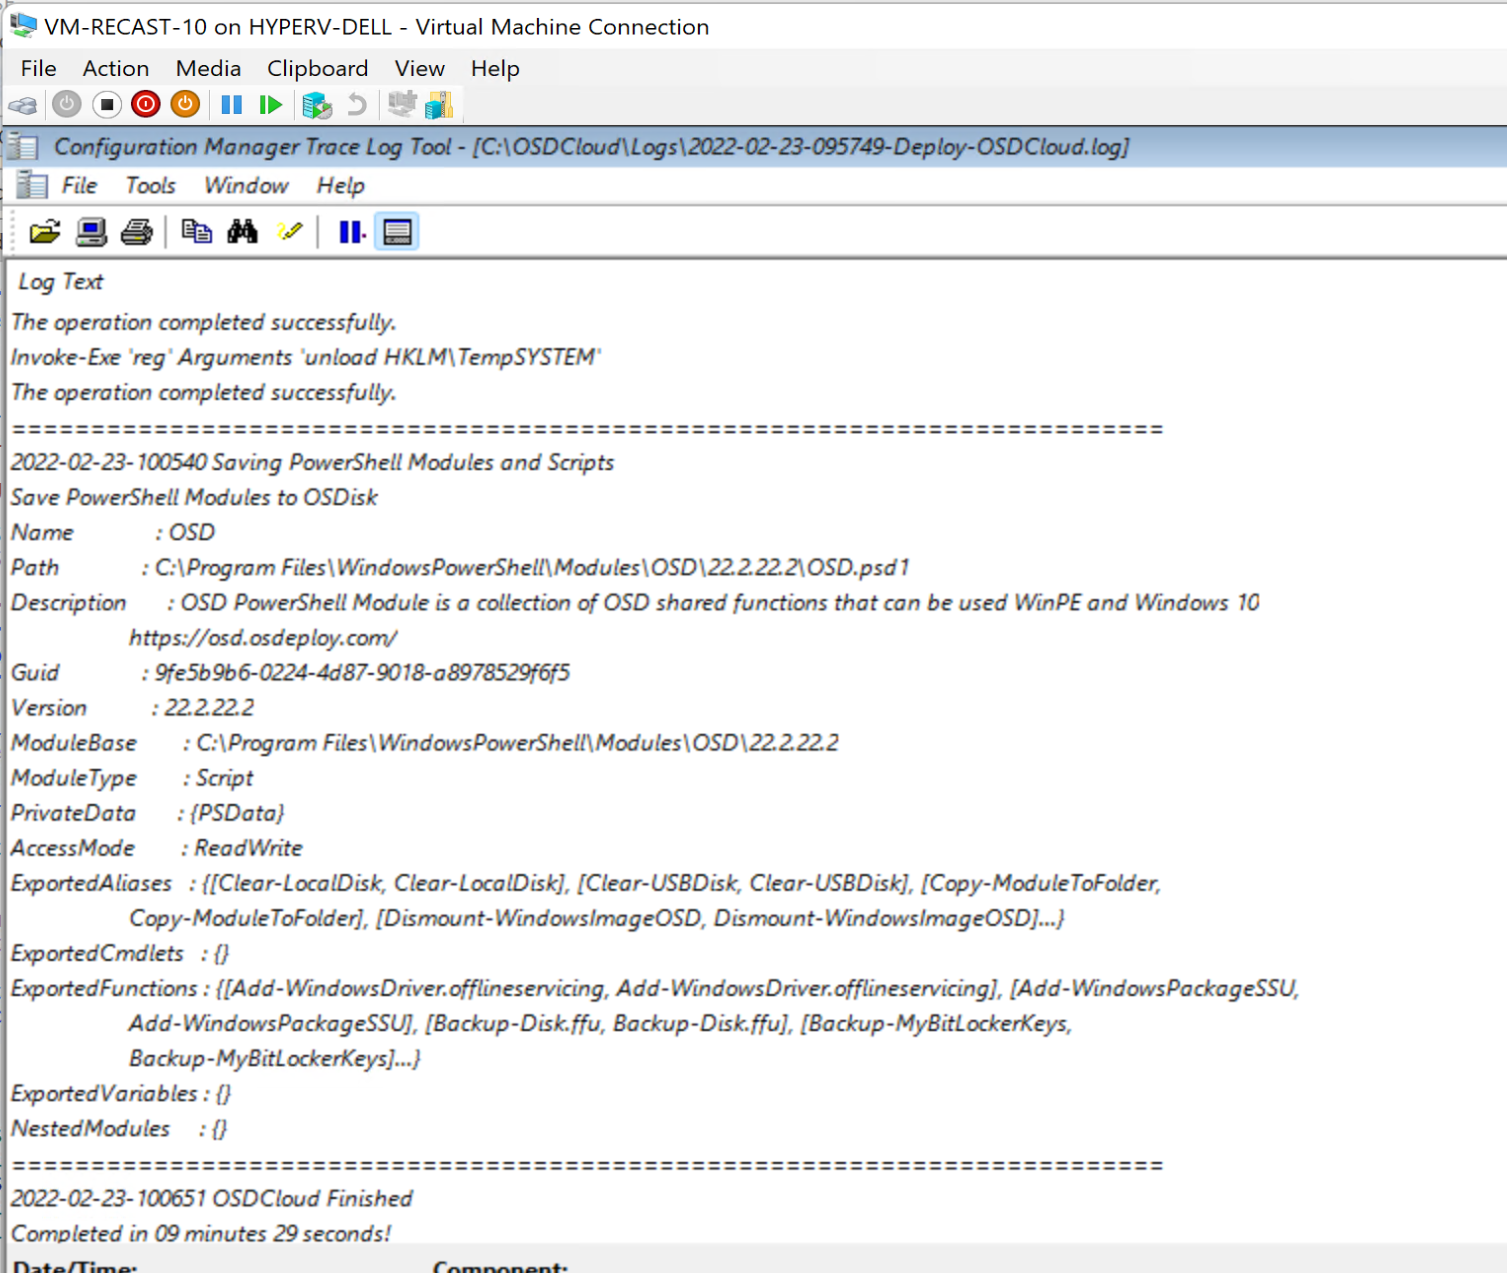 VM-RECAST-10 on HYPERV-DELL - Virtual Machine Connection
File Action Media Clipboard View Help
Configuration Manager Trace Log Tool - [C:\OSDCloud\Logs\2022-02-23-095749-Deploy-OSDCloud.log]
File Tools Window Help
Log Text
The operation completed successfully.
Invoke-Exe 'reg' Arguments 'unload HKLM\TempSYSTEM'
The operation completed successfully.
=========================================================================
2022-02-23-100540 Saving PowerShell Modules and Scripts
Save PowerShell Modules to OSDisk
Name : OSD
Path : C:\Program Files\WindowsPowerShell\Modules\OSD\22.2.22.2\OSD.psd1
Description : OSD PowerShell Module is a collection of OSD shared functions that can be used WinPE and Windows 10
https://osd.osdeploy.com/
Guid : 9fe5b9b6-0224-4d87-9018-a8978529f6f5
Version : 22.2.22.2
ModuleBase : C:\Program Files\WindowsPowerShell\Modules\OSD\22.2.22.2
ModuleType : Script
PrivateData : {PSData}
AccessMode : ReadWrite
ExportedAliases : {[Clear-LocalDisk, Clear-LocalDisk], [Clear-USBDisk, Clear-USBDisk], [Copy-ModuleToFolder,
Copy-ModuleToFolder], [Dismount-WindowsImageOSD, Dismount-WindowsImageOSD]...}
ExportedCmdlets : {}
ExportedFunctions : {[Add-WindowsDriver.offlineservicing, Add-WindowsDriver.offlineservicing], [Add-WindowsPackageSSU,
Add-WindowsPackageSSU], [Backup-Disk.ffu, Backup-Disk.ffu], [Backup-MyBitLockerKeys,
Backup-MyBitLockerKeys]...}
ExportedVariables : {}
NestedModules : {}
=========================================================================
2022-02-23-100651 OSDCloud Finished
Completed in 09 minutes 29 seconds!
Date/Time: Component: